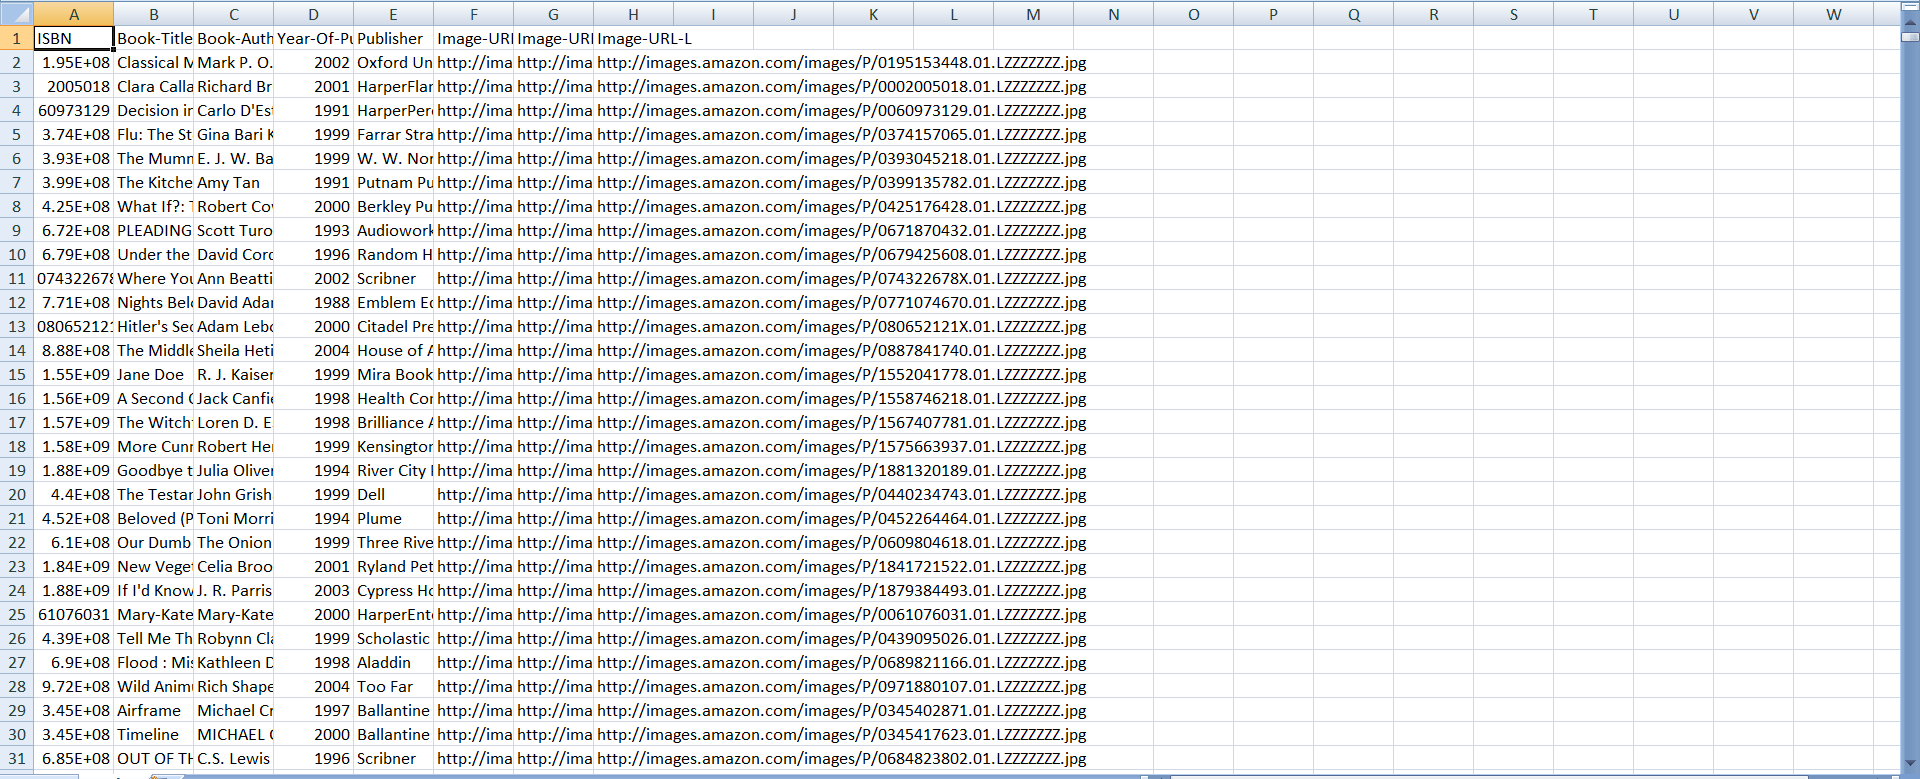 A B C D E F G H I J K L M N O P Q R S T U V W
1 ISBN Book-Title Book-Auth Year-Of-Pu Publisher Image-URL Image-URL Image-URL-L
2 1.95E+08 Classical M Mark P. O. 2002 Oxford Un http://ima http://ima http://images.amazon.com/images/P/0195153448.01.LZZZZZZZ.jpg
3 2005018 Clara Calla Richard Br 2001 HarperFlar http://ima http://ima http://images.amazon.com/images/P/0002005018.01.LZZZZZZZ.jpg
4 60973129 Decision in Carlo D'Est 1991 HarperPer http://ima http://ima http://images.amazon.com/images/P/0060973129.01.LZZZZZZZ.jpg
5 3.74E+08 Flu: The St Gina Bari K 1999 Farrar Stra http://ima http://ima http://images.amazon.com/images/P/0374157065.01.LZZZZZZZ.jpg
6 3.93E+08 The Mumm E. J. W. Ba 1999 W. W. Nor http://ima http://ima http://images.amazon.com/images/P/0393045218.01.LZZZZZZZ.jpg
7 3.99E+08 The Kitche Amy Tan 1991 Putnam Pu http://ima http://ima http://images.amazon.com/images/P/0399135782.01.LZZZZZZZ.jpg
8 4.25E+08 What If?: T Robert Cov 2000 Berkley Pu http://ima http://ima http://images.amazon.com/images/P/0425176428.01.LZZZZZZZ.jpg
9 6.72E+08 PLEADING Scott Turo 1993 Audiowork http://ima http://ima http://images.amazon.com/images/P/0671870432.01.LZZZZZZZ.jpg
10 6.79E+08 Under the David Cord 1996 Random H http://ima http://ima http://images.amazon.com/images/P/0679425608.01.LZZZZZZZ.jpg
11 074322678 Where You Ann Beatti 2002 Scribner http://ima http://ima http://images.amazon.com/images/P/074322678X.01.LZZZZZZZ.jpg
12 7.71E+08 Nights Bel David Adar 1988 Emblem Ed http://ima http://ima http://images.amazon.com/images/P/0771074670.01.LZZZZZZZ.jpg
13 080652121 Hitler's Sec Adam Lebo 2000 Citadel Pre http://ima http://ima http://images.amazon.com/images/P/080652121X.01.LZZZZZZZ.jpg
14 8.88E+08 The Middle Sheila Heti 2004 House of A http://ima http://ima http://images.amazon.com/images/P/0887841740.01.LZZZZZZZ.jpg
15 1.55E+09 Jane Doe R. J. Kaiser 1999 Mira Book http://ima http://ima http://images.amazon.com/images/P/1552041778.01.LZZZZZZZ.jpg
16 1.56E+09 A Second C Jack Canfie 1998 Health Cor http://ima http://ima http://images.amazon.com/images/P/1558746218.01.LZZZZZZZ.jpg
17 1.57E+09 The Witchf Loren D. E 1998 Brilliance A http://ima http://ima http://images.amazon.com/images/P/1567407781.01.LZZZZZZZ.jpg
18 1.58E+09 More Cunn Robert Her 1999 Kensington http://ima http://ima http://images.amazon.com/images/P/1575663937.01.LZZZZZZZ.jpg
19 1.88E+09 Goodbye t Julia Oliver 1994 River City http://ima http://ima http://images.amazon.com/images/P/1881320189.01.LZZZZZZZ.jpg
20 4.4E+08 The Testar John Grish 1999 Dell http://ima http://ima http://images.amazon.com/images/P/0440234743.01.LZZZZZZZ.jpg
21 4.52E+08 Beloved (P Toni Morri 1994 Plume http://ima http://ima http://images.amazon.com/images/P/0452264464.01.LZZZZZZZ.jpg
22 6.1E+08 Our Dumb The Onion 1999 Three Rive http://ima http://ima http://images.amazon.com/images/P/0609804618.01.LZZZZZZZ.jpg
23 1.84E+09 New Veget Celia Broo 2001 Ryland Pet http://ima http://ima http://images.amazon.com/images/P/1841721522.01.LZZZZZZZ.jpg
24 1.88E+09 If I'd Know J. R. Parris 2003 Cypress Ho http://ima http://ima http://images.amazon.com/images/P/1879384493.01.LZZZZZZZ.jpg
25 61076031 Mary-Kate Mary-Kate 2000 HarperEnt http://ima http://ima http://images.amazon.com/images/P/0061076031.01.LZZZZZZZ.jpg
26 4.39E+08 Tell Me Th Robynn Cla 1999 Scholastic http://ima http://ima http://images.amazon.com/images/P/0439095026.01.LZZZZZZZ.jpg
27 6.9E+08 Flood : Mis Kathleen D 1998 Aladdin http://ima http://ima http://images.amazon.com/images/P/0689821166.01.LZZZZZZZ.jpg
28 9.72E+08 Wild Anim Rich Shape 2004 Too Far http://ima http://ima http://images.amazon.com/images/P/0971880107.01.LZZZZZZZ.jpg
29 3.45E+08 Airframe Michael Cr 1997 Ballantine http://ima http://ima http://images.amazon.com/images/P/0345402871.01.LZZZZZZZ.jpg
30 3.45E+08 Timeline MICHAEL C 2000 Ballantine http://ima http://ima http://images.amazon.com/images/P/0345417623.01.LZZZZZZZ.jpg
31 6.85E+08 OUT OF TH C.S. Lewis 1996 Scribner http://ima http://ima http://images.amazon.com/images/P/0684823802.01.LZZZZZZZ.jpg